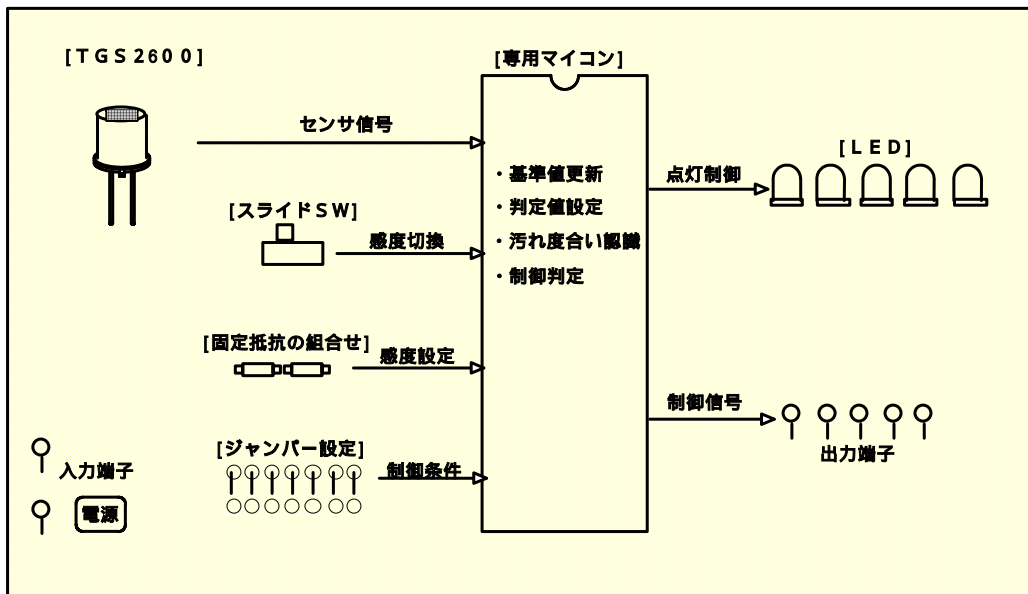 [TGS2600]
[専用マイコン]
センサ信号
[LED]
・基準値更新
点灯制御
・判定値設定
[スライドSW]
感度切換
・汚れ度合い認識
・制御判定
[固定抵抗の組合せ]
感度設定
制御信号
[ジャンパー設定]
出力端子
入力端子
制御条件
電源